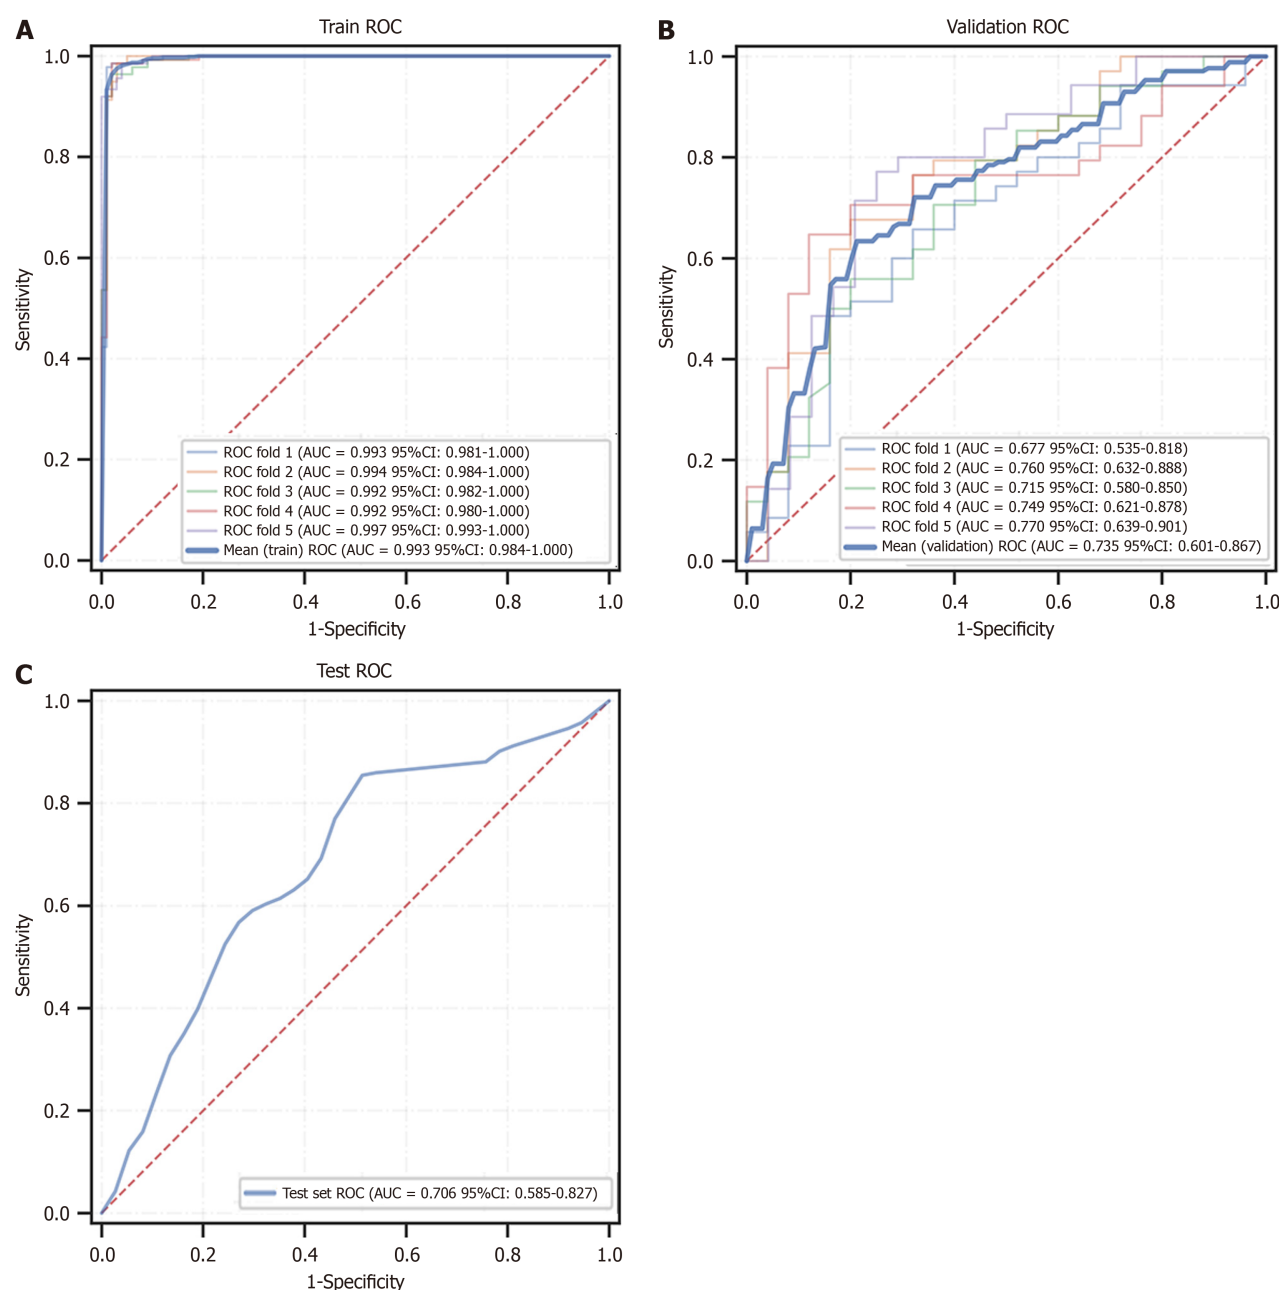 A
Train ROC
Sensitivity
1.0
0.8
0.6
0.4
0.2
0.0
ROC fold 1 (AUC = 0.993 95%CI: 0.981-1.000)
ROC fold 2 (AUC = 0.994 95%CI: 0.984-1.000)
ROC fold 3 (AUC = 0.992 95%CI: 0.982-1.000)
ROC fold 4 (AUC = 0.992 95%CI: 0.980-1.000)
ROC fold 5 (AUC = 0.997 95%CI: 0.993-1.000)
Mean (train) ROC (AUC = 0.993 95%CI: 0.984-1.000)
0.0 0.2 0.4 0.6 0.8 1.0
1-Specificity
B
Validation ROC
Sensitivity
1.0
0.8
0.6
0.4
0.2
0.0
ROC fold 1 (AUC = 0.677 95%CI: 0.535-0.818)
ROC fold 2 (AUC = 0.760 95%CI: 0.632-0.888)
ROC fold 3 (AUC = 0.715 95%CI: 0.580-0.850)
ROC fold 4 (AUC = 0.749 95%CI: 0.621-0.878)
ROC fold 5 (AUC = 0.770 95%CI: 0.639-0.901)
Mean (validation) ROC (AUC = 0.735 95%CI: 0.601-0.867)
0.0 0.2 0.4 0.6 0.8 1.0
1-Specificity
C
Test ROC
Sensitivity
1.0
0.8
0.6
0.4
0.2
0.0
Test set ROC (AUC = 0.706 95%CI: 0.585-0.827)
0.0 0.2 0.4 0.6 0.8 1.0
1-Specificity